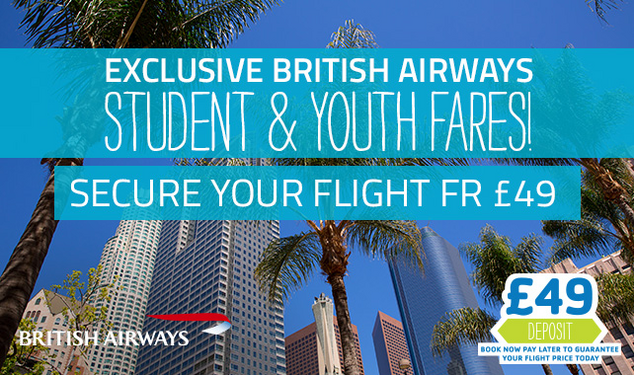 EXCLUSIVE BRITISH AIRWAYS
STUDENT & YOUTH FARES!
SECURE YOUR FLIGHT FR £49
BRITISH AIRWAYS
£49
DEPOSIT
BOOK NOW PAY LATER TO GUARANTEE
YOUR FLIGHT PRICE TODAY